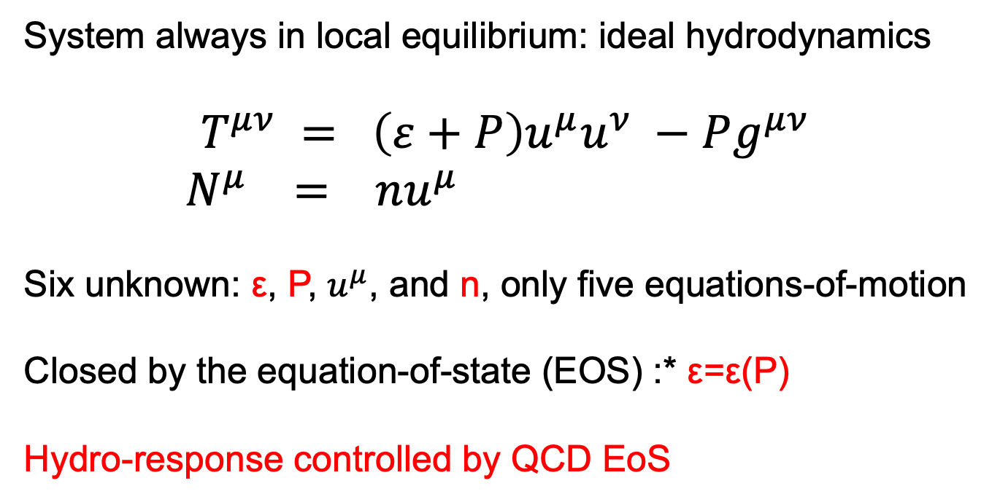 System always in local equilibrium: ideal hydrodynamics
T^{μν} = (ε + P)u^μ u^ν − Pg^{μν}
N^μ = nu^μ
Six unknown: ε, P, u^μ, and n, only five equations-of-motion
Closed by the equation-of-state (EOS) :* ε=ε(P)
Hydro-response controlled by QCD EoS